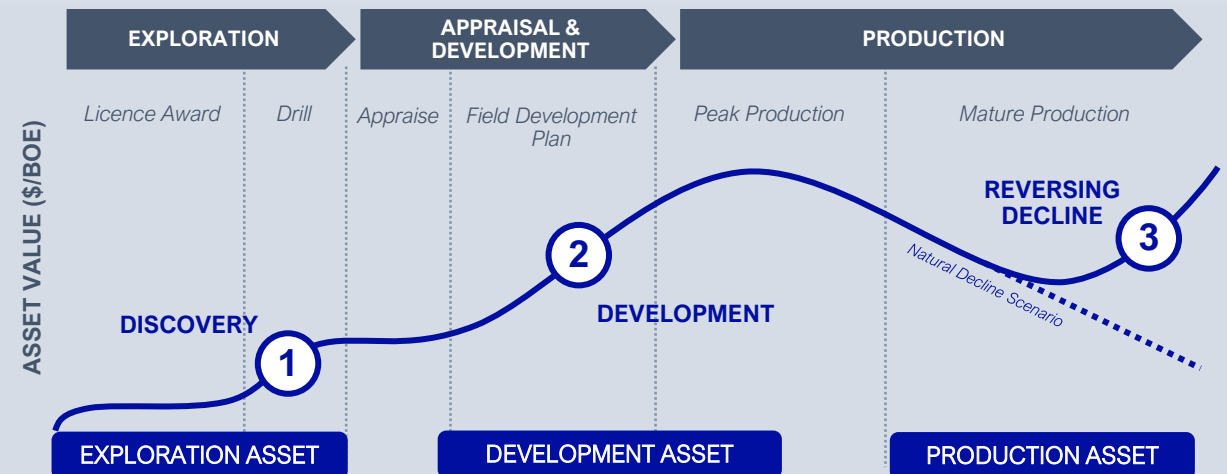 EXPLORATION
APPRAISAL &
DEVELOPMENT
PRODUCTION
Licence Award
Drill
Appraise
Field Development
Plan
Peak Production
Mature Production
ASSET VALUE ($/BOE)
REVERSING
DECLINE
3
2
Natural Decline Scenario
DEVELOPMENT
DISCOVERY
1
EXPLORATION ASSET
DEVELOPMENT ASSET
PRODUCTION ASSET